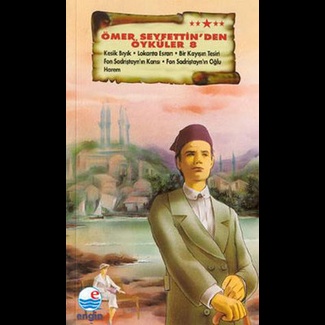 ÖMER SEYFETTİN'DEN
ÖYKÜLER 8
Kesik Bıyık • Lokanta Esrarı • Bir Kayışın Tesiri
Fon Sadriştayn'ın Karısı • Fon Sadriştayn'ın Oğlu
Harem
e
engin